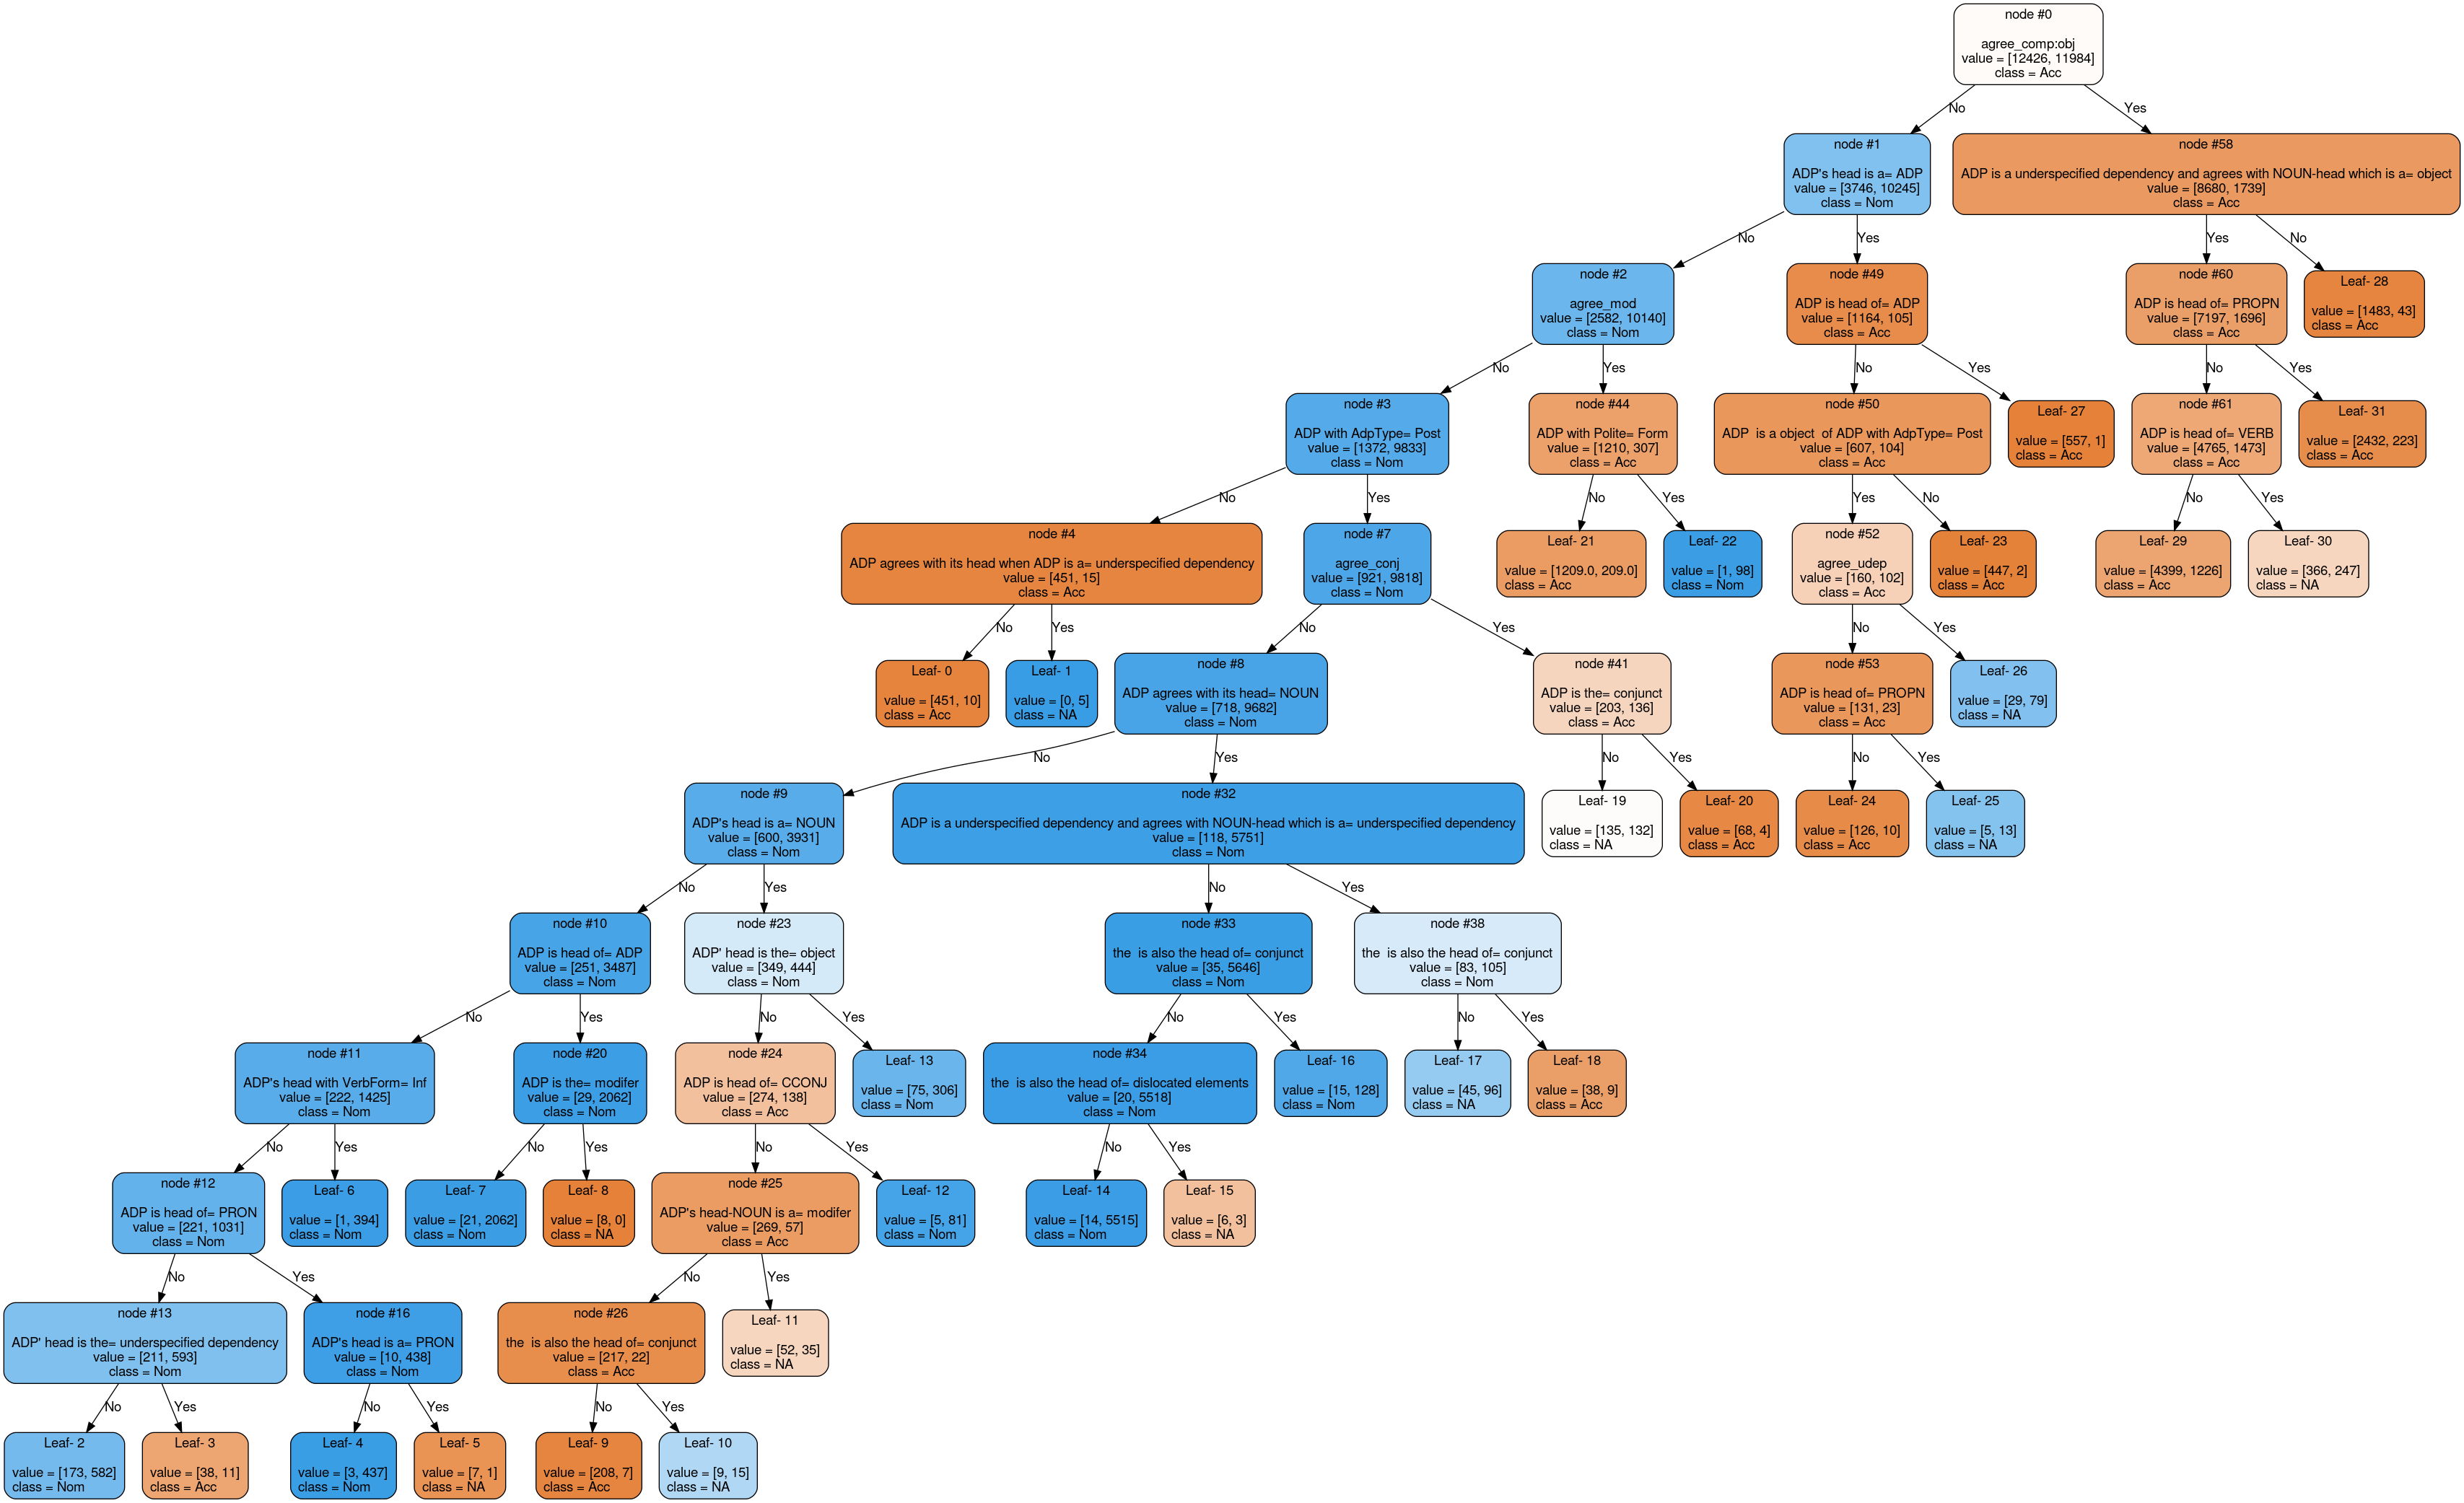 node #0
agree_comp:obj
value = [12426, 11984]
class = Acc
No
Yes
node #1
ADP's head is a= ADP
value = [3746, 10245]
class = Nom
node #58
ADP is a underspecified dependency and agrees with NOUN-head which is a= object
value = [8680, 1739]
class = Acc
No
Yes
Yes
No
node #2
agree_mod
value = [2582, 10140]
class = Nom
node #49
ADP is head of= ADP
value = [1164, 105]
class = Acc
node #60
ADP is head of= PROPN
value = [7197, 1696]
class = Acc
Leaf- 28
value = [1483, 43]
class = Acc
No
Yes
No
Yes
No
Yes
node #3
ADP with AdpType= Post
value = [1372, 9833]
class = Nom
node #44
ADP with Polite= Form
value = [1210, 307]
class = Acc
node #50
ADP  is a object  of ADP with AdpType= Post
value = [607, 104]
class = Acc
Leaf- 27
value = [557, 1]
class = Acc
node #61
ADP is head of= VERB
value = [4765, 1473]
class = Acc
Leaf- 31
value = [2432, 223]
class = Acc
No
Yes
No
Yes
Yes
No
No
Yes
node #4
ADP agrees with its head when ADP is a= underspecified dependency
value = [451, 15]
class = Acc
node #7
agree_conj
value = [921, 9818]
class = Nom
Leaf- 21
value = [1209.0, 209.0]
class = Acc
Leaf- 22
value = [1, 98]
class = Nom
node #52
agree_udep
value = [160, 102]
class = Acc
Leaf- 23
value = [447, 2]
class = Acc
Leaf- 29
value = [4399, 1226]
class = Acc
Leaf- 30
value = [366, 247]
class = NA
No
Yes
No
Yes
No
Yes
Leaf- 0
value = [451, 10]
class = Acc
Leaf- 1
value = [0, 5]
class = NA
node #8
ADP agrees with its head= NOUN
value = [718, 9682]
class = Nom
node #41
ADP is the= conjunct
value = [203, 136]
class = Acc
node #53
ADP is head of= PROPN
value = [131, 23]
class = Acc
Leaf- 26
value = [29, 79]
class = NA
No
Yes
No
Yes
No
Yes
node #9
ADP's head is a= NOUN
value = [600, 3931]
class = Nom
node #32
ADP is a underspecified dependency and agrees with NOUN-head which is a= underspecified dependency
value = [118, 5751]
class = Nom
Leaf- 19
value = [135, 132]
class = NA
Leaf- 20
value = [68, 4]
class = Acc
Leaf- 24
value = [126, 10]
class = Acc
Leaf- 25
value = [5, 13]
class = NA
No
Yes
No
Yes
node #10
ADP is head of= ADP
value = [251, 3487]
class = Nom
node #23
ADP' head is the= object
value = [349, 444]
class = Nom
node #33
the  is also the head of= conjunct
value = [35, 5646]
class = Nom
node #38
the  is also the head of= conjunct
value = [83, 105]
class = Nom
No
Yes
No
Yes
No
Yes
No
Yes
node #11
ADP's head with VerbForm= Inf
value = [222, 1425]
class = Nom
node #20
ADP is the= modifer
value = [29, 2062]
class = Nom
node #24
ADP is head of= CCONJ
value = [274, 138]
class = Acc
Leaf- 13
value = [75, 306]
class = Nom
node #34
the  is also the head of= dislocated elements
value = [20, 5518]
class = Nom
Leaf- 16
value = [15, 128]
class = Nom
Leaf- 17
value = [45, 96]
class = NA
Leaf- 18
value = [38, 9]
class = Acc
No
Yes
No
Yes
No
Yes
No
Yes
node #12
ADP is head of= PRON
value = [221, 1031]
class = Nom
Leaf- 6
value = [1, 394]
class = Nom
Leaf- 7
value = [21, 2062]
class = Nom
Leaf- 8
value = [8, 0]
class = NA
node #25
ADP's head-NOUN is a= modifer
value = [269, 57]
class = Acc
Leaf- 12
value = [5, 81]
class = Nom
Leaf- 14
value = [14, 5515]
class = Nom
Leaf- 15
value = [6, 3]
class = NA
No
Yes
No
Yes
node #13
ADP' head is the= underspecified dependency
value = [211, 593]
class = Nom
node #16
ADP's head is a= PRON
value = [10, 438]
class = Nom
node #26
the  is also the head of= conjunct
value = [217, 22]
class = Acc
Leaf- 11
value = [52, 35]
class = NA
No
Yes
No
Yes
No
Yes
Leaf- 2
value = [173, 582]
class = Nom
Leaf- 3
value = [38, 11]
class = Acc
Leaf- 4
value = [3, 437]
class = Nom
Leaf- 5
value = [7, 1]
class = NA
Leaf- 9
value = [208, 7]
class = Acc
Leaf- 10
value = [9, 15]
class = NA